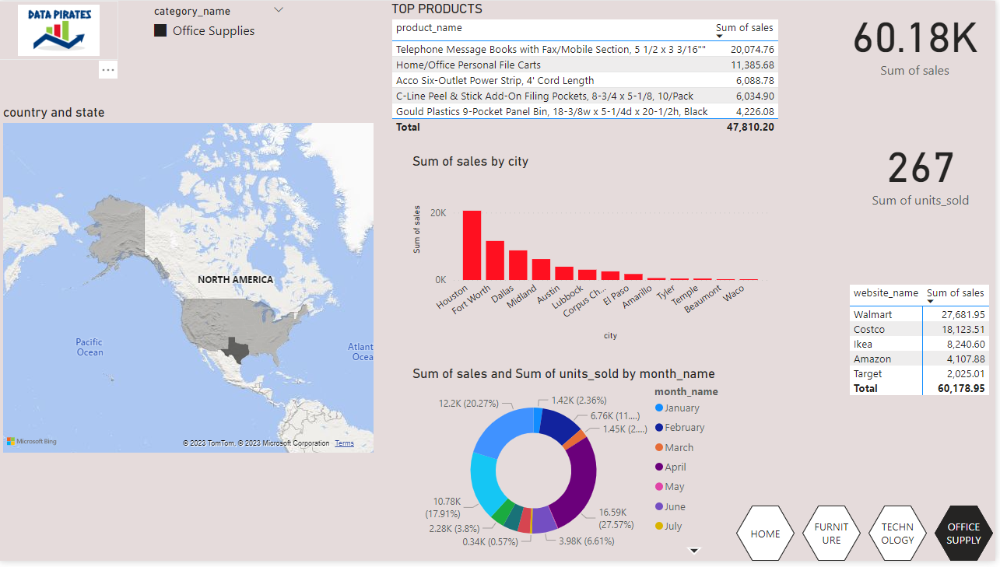 DATA PIRATES
category_name
Office Supplies
...
country and state
NORTH AMERICA
Pacific
Ocean
Atlant
Ocea
Microsoft Bing
© 2023 TomTom, © 2023 Microsoft Corporation Terms
TOP PRODUCTS
product_name Sum of sales
Telephone Message Books with Fax/Mobile Section, 5 1/2 x 3 3/16"" 20,074.76
Home/Office Personal File Carts 11,385.68
Acco Six-Outlet Power Strip, 4' Cord Length 6,088.78
C-Line Peel & Stick Add-On Filing Pockets, 8-3/4 x 5-1/8, 10/Pack 6,034.90
Gould Plastics 9-Pocket Panel Bin, 18-3/8w x 5-1/4d x 20-1/2h, Black 4,226.08
Total 47,810.20
Sum of sales by city
Sum of sales
20K
0K
Houston
Fort Worth
Dallas
Midland
Austin
Lubbock
Corpus Ch...
El Paso
Amarillo
Tyler
Temple
Beaumont
Waco
city
Sum of sales and Sum of units_sold by month_name
12.2K (20.27%)
1.42K (2.36%)
6.76K (11....)
1.45K (2....)
16.59K
(27.57%)
3.98K (6.61%)
0.34K (0.57%)
2.28K (3.8%)
10.78K
(17.91%)
month_name
January
February
March
April
May
June
July
60.18K
Sum of sales
267
Sum of units_sold
website_name Sum of sales
Walmart 27,681.95
Costco 18,123.51
Ikea 8,240.60
Amazon 4,107.88
Target 2,025.01
Total 60,178.95
HOME
FURNIT
URE
TECHN
OLOGY
OFFICE
SUPPLY